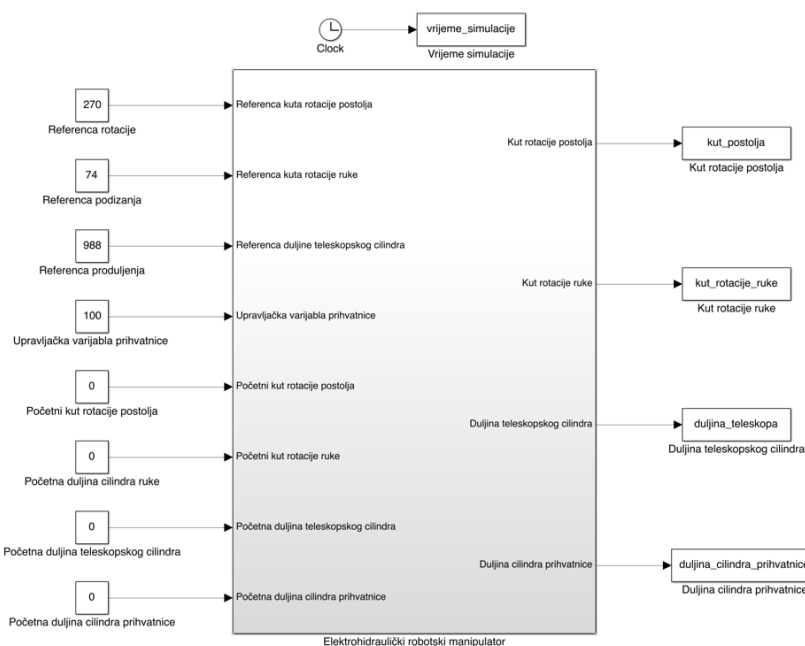 vrijeme_simulacije
Clock
Vrijeme simulacije
270
Referenca kuta rotacije postolja
Referenca rotacije
Kut rotacije postolja
kut_postolja
Kut rotacije postolja
74
Referenca kuta rotacije ruke
Referenca podizanja
988
Referenca duljine teleskopskog cilindra
Referenca produljenja
Kut rotacije ruke
kut_rotacije_ruke
Kut rotacije ruke
100
Upravljačka varijabla prihvatnice
Upravljačka varijabla prihvatnice
0
Početni kut rotacije postolja
Početni kut rotacije postolja
Duljina teleskopskog cilindra
duljina_teleskopa
Duljina teleskopskog cilindra
0
Početni kut rotacije ruke
Početna duljina cilindra ruke
0
Početna duljina teleskopskog cilindra
Početna duljina teleskopskog cilindra
Duljina cilindra prihvatnice
duljina_cilindra_prihvatnice
Duljina cilindra prihvatnice
0
Početna duljina cilindra prihvatnice
Početna duljina cilindra prihvatnice
Elektrohidraulički robotski manipulator